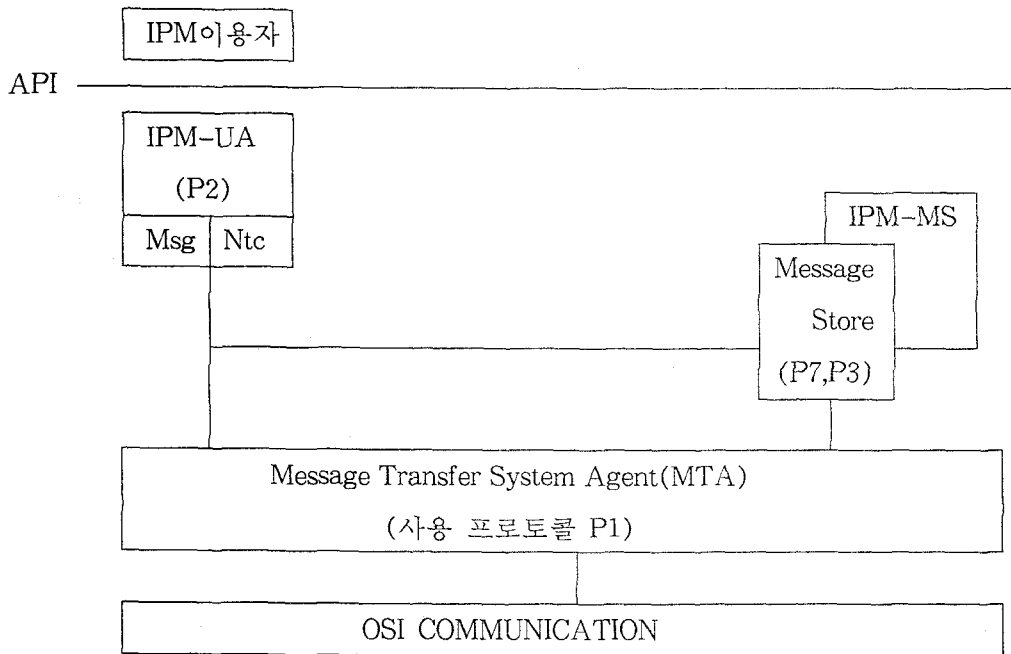 IPM이용자
API
IPM-UA
(P2)
Msg Ntc
IPM-MS
Message
Store
(P7,P3)
Message Transfer System Agent(MTA)
(사용 프로토콜 P1)
OSI COMMUNICATION